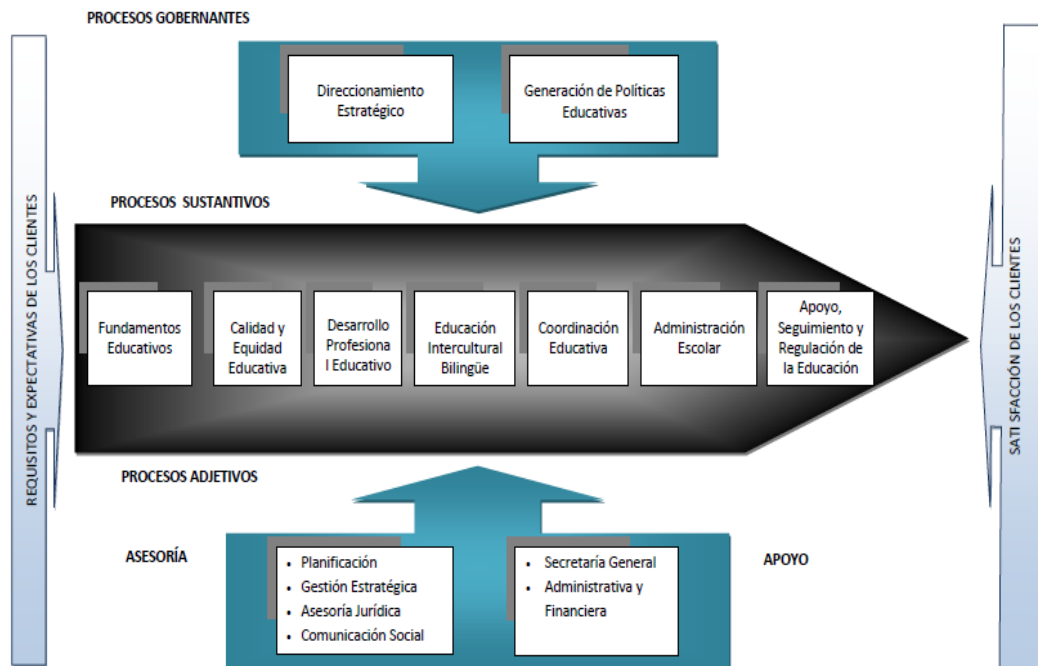 PROCESOS GOBERNANTES
Direccionamiento
Estratégico
Generación de Políticas
Educativas
REQUISITOS Y EXPECTATIVAS DE LOS CLIENTES
PROCESOS SUSTANTIVOS
Fundamentos
Educativos
Calidad y
Equidad
Educativa
Desarrollo
Profesiona
l Educativo
Educación
Intercultural
Bilingüe
Coordinación
Educativa
Administración
Escolar
Apoyo,
Seguimiento y
Regulación de
la Educación
SATI SFACCIÓN DE LOS CLIENTES
PROCESOS ADJETIVOS
ASESORÍA
• Planificación
• Gestión Estratégica
• Asesoría Jurídica
• Comunicación Social
• Secretaría General
• Administrativa y
Financiera
APOYO